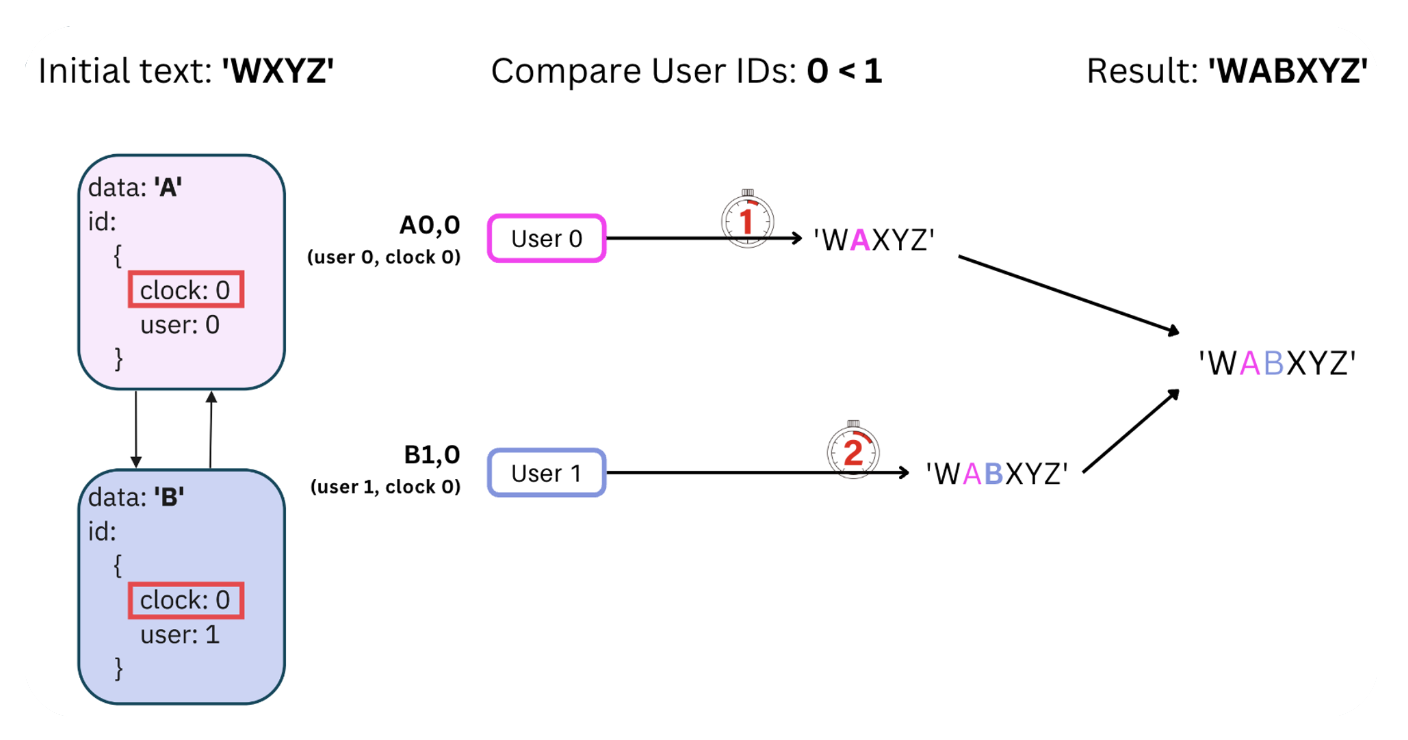 Initial text: 'WXYZ'
Compare User IDs: 0 < 1
Result: 'WABXYZ'
data: 'A'
id:
{
clock: 0
user: 0
}
A0,0
(user 0, clock 0)
User 0
1
'WAXYZ'
'WABXYZ'
data: 'B'
id:
{
clock: 0
user: 1
}
B1,0
(user 1, clock 0)
User 1
2
'WABXYZ'